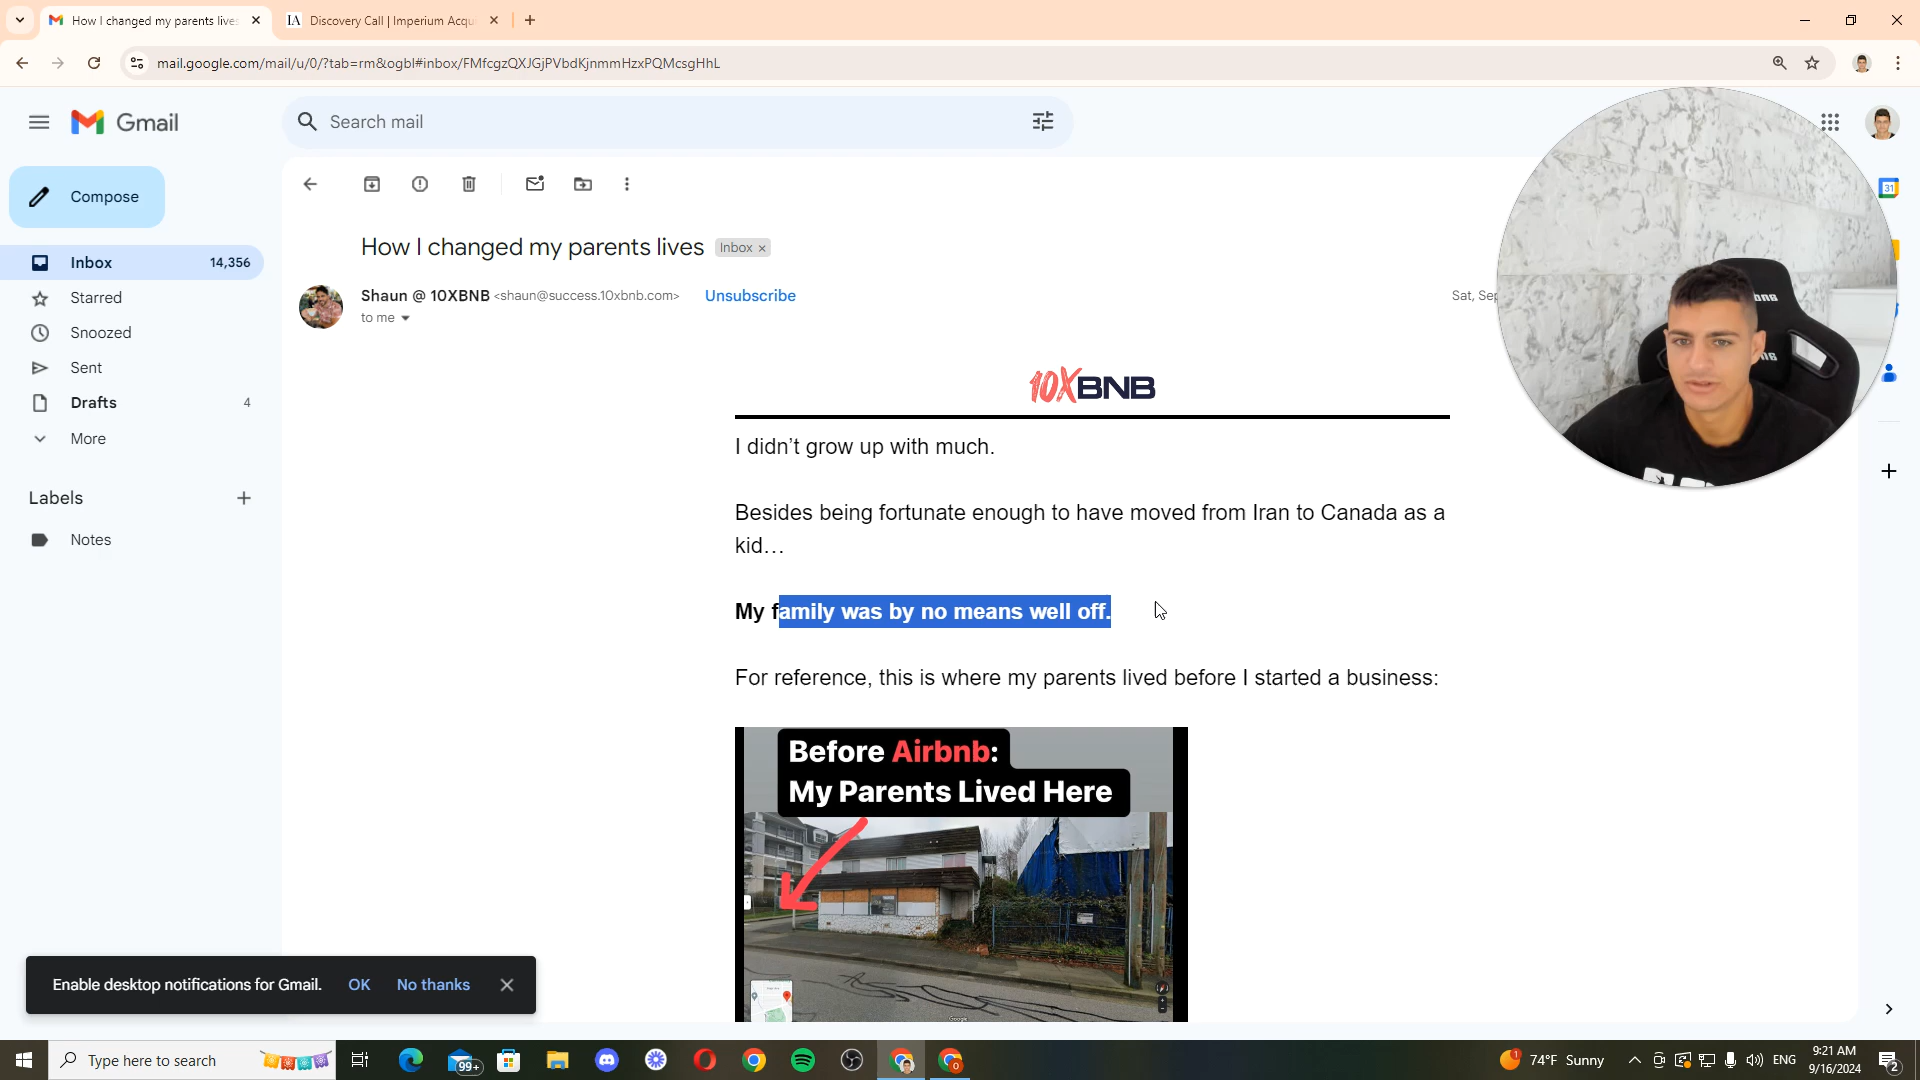 How I changed my parents lives
Discovery Call | Imperium Acqu
mail.google.com/mail/u/0/?tab=rm&ogbl#inbox/FMfcgzQXJGjPVbdKjnmmHzxPQMcsgHhL
Gmail
Search mail
Compose
Inbox 14,356
Starred
Snoozed
Sent
Drafts 4
More
Labels
Notes
How I changed my parents lives Inbox x
Shaun @ 10XBNB <shaun@success.10xbnb.com> Unsubscribe
Sat, Sep
to me
31
10XBNB
I didn’t grow up with much.
Besides being fortunate enough to have moved from Iran to Canada as a
kid…
My family was by no means well off.
For reference, this is where my parents lived before I started a business:
Before Airbnb:
My Parents Lived Here
Google
Enable desktop notifications for Gmail. OK No thanks
Type here to search
99+
1
74°F Sunny
ENG
9:21 AM
9/16/2024
2